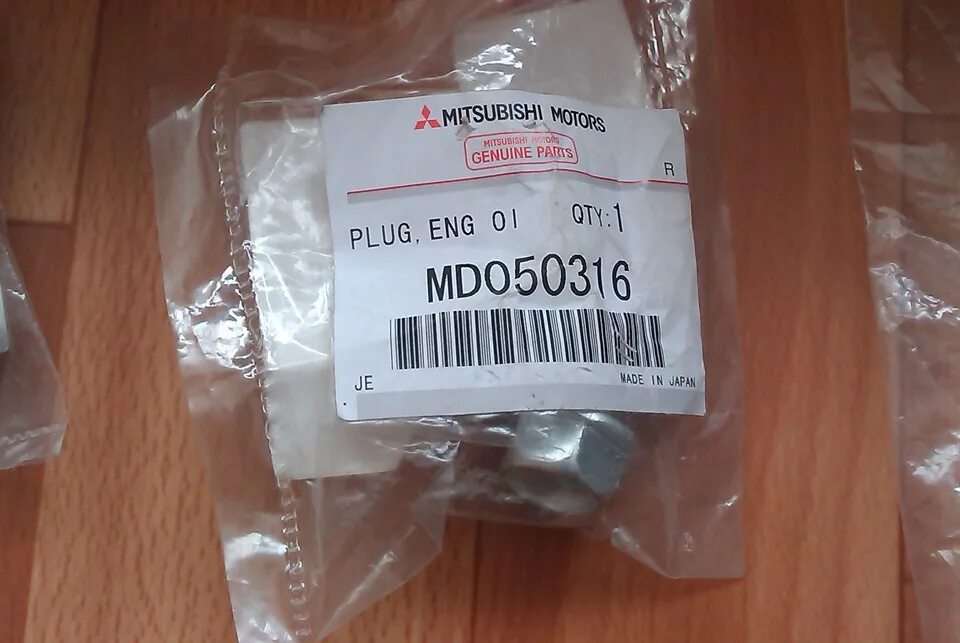 MITSUBISHI MOTORS
MITSUBISHI MOTORS
GENUINE PARTS
R
PLUG, ENG OI QTY:1
MD050316
JE MADE IN JAPAN